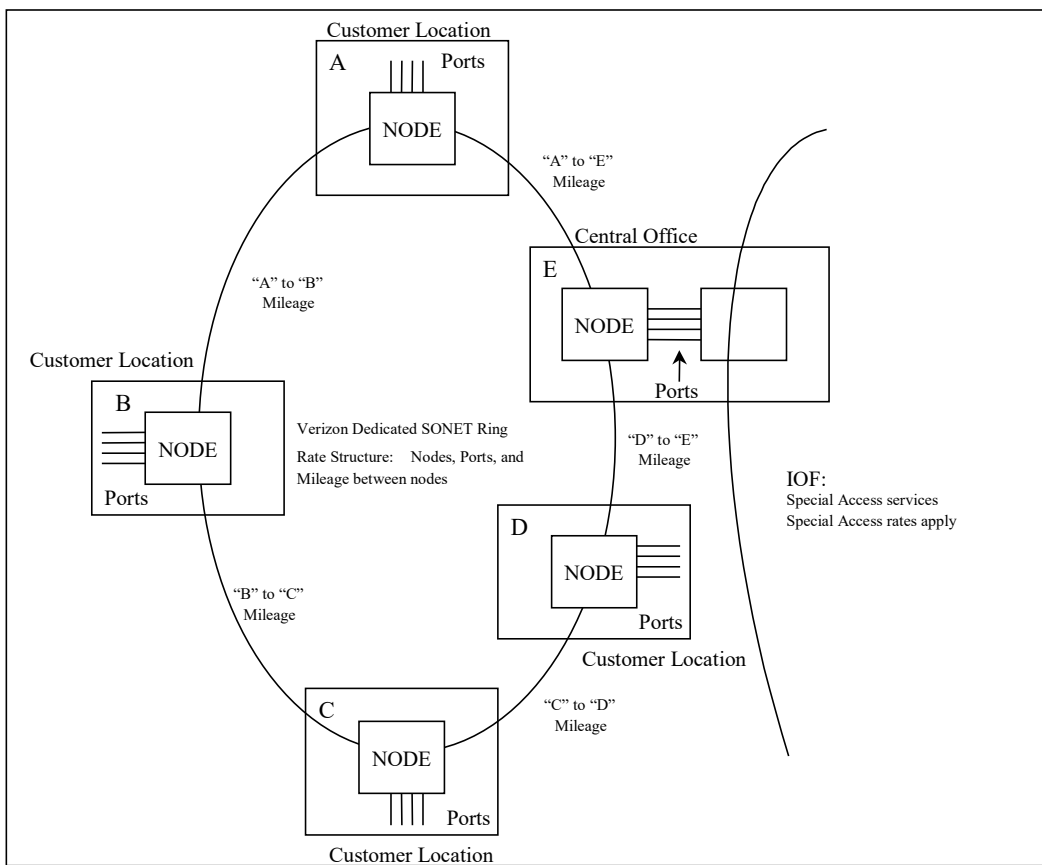 Customer Location
A
Ports
NODE
“A” to “E”
Mileage
Central Office
E
NODE
Ports
“A” to “B”
Mileage
Customer Location
B
NODE
Ports
Verizon Dedicated SONET Ring
Rate Structure: Nodes, Ports, and
Mileage between nodes
“D” to “E”
Mileage
IOF:
Special Access services
Special Access rates apply
D
NODE
Ports
Customer Location
“B” to “C”
Mileage
“C” to “D”
Mileage
C
NODE
Ports
Customer Location